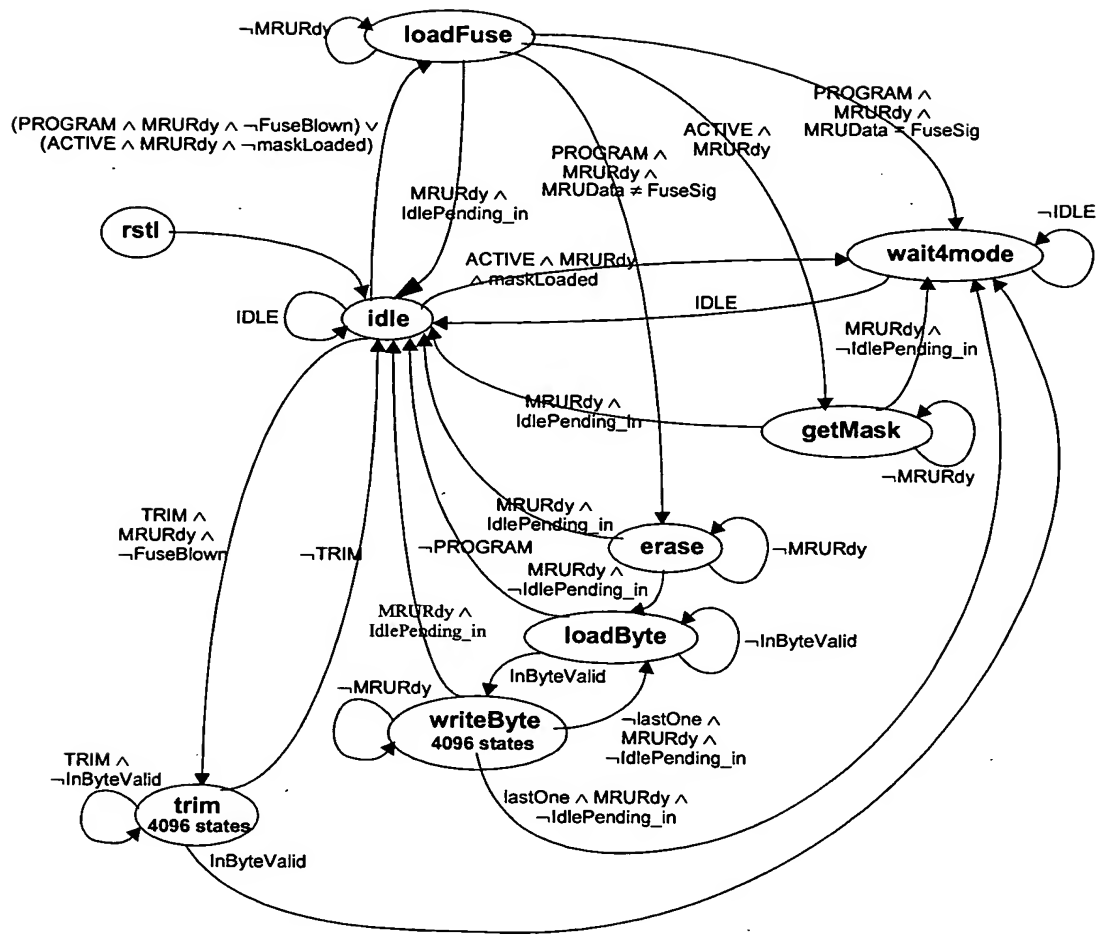 ¬MRURdy
loadFuse
(PROGRAM ∧ MRURdy ∧ ¬FuseBlown) ∨
(ACTIVE ∧ MRURdy ∧ ¬maskLoaded)
PROGRAM ∧
MRURdy ∧
MRUData = FuseSig
ACTIVE ∧
MRURdy
PROGRAM ∧
MRURdy ∧
MRUData ≠ FuseSig
MRURdy ∧
IdlePending_in
rstl
¬IDLE
wait4mode
ACTIVE ∧ MRURdy
∧ maskLoaded
IDLE
IDLE
idle
MRURdy ∧
¬IdlePending_in
MRURdy ∧
IdlePending_in
getMask
¬MRURdy
MRURdy ∧
IdlePending_in
TRIM ∧
MRURdy ∧
¬FuseBlown
¬TRIM
¬PROGRAM
erase
¬MRURdy
MRURdy ∧
¬IdlePending_in
MRURdy ∧
IdlePending_in
loadByte
¬InByteValid
InByteValid
¬MRURdy
writeByte
4096 states
¬lastOne ∧
MRURdy ∧
¬IdlePending_in
TRIM ∧
¬InByteValid
lastOne ∧ MRURdy ∧
¬IdlePending_in
trim
4096 states
InByteValid